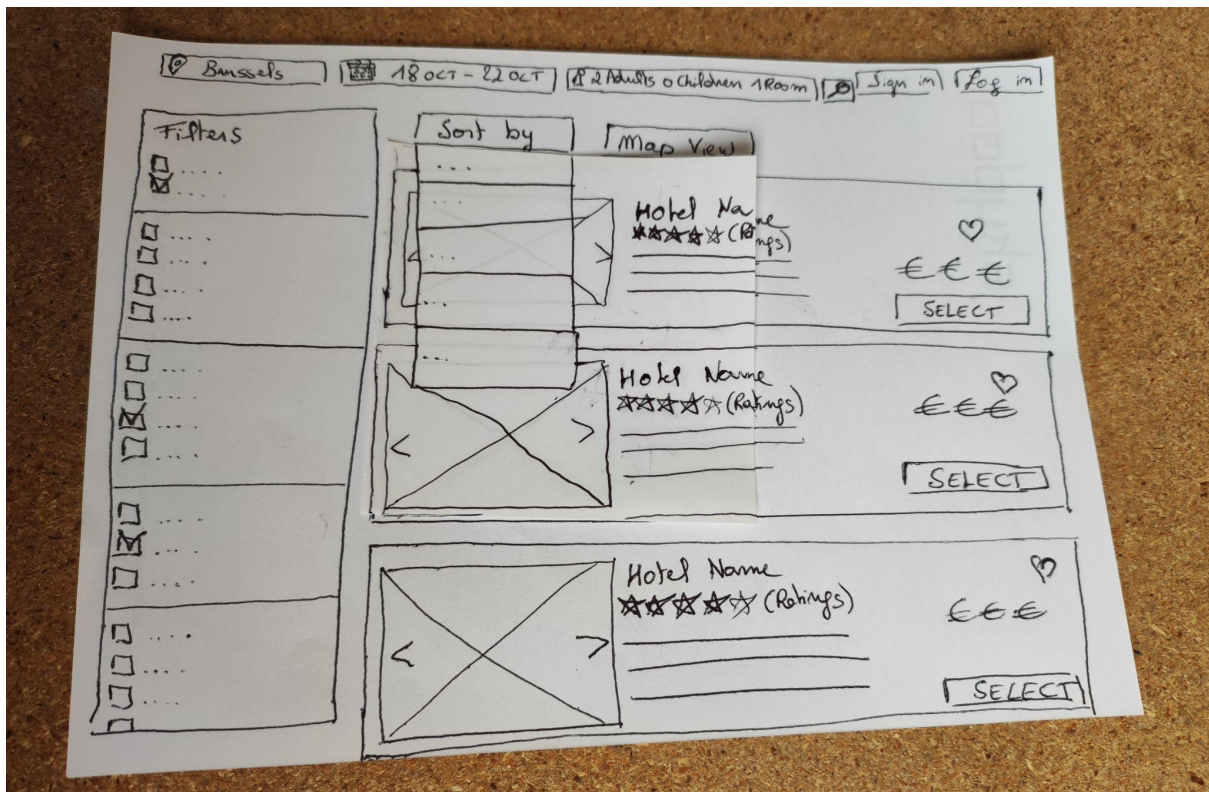 Brussels
18 OCT - 22 OCT
2 Adults 0 Children 1 Room
Sign in
Log in
Filters
Sort by
Map View
.....
....
...
....
...
....
...
...
...
....
....
...
....
....
...
....
....
....
....
....
...
Hotel Name
(Ratings)
€€€
SELECT
Hotel Name
(Ratings)
€€€
SELECT
Hotel Name
(Ratings)
€€€
SELECT